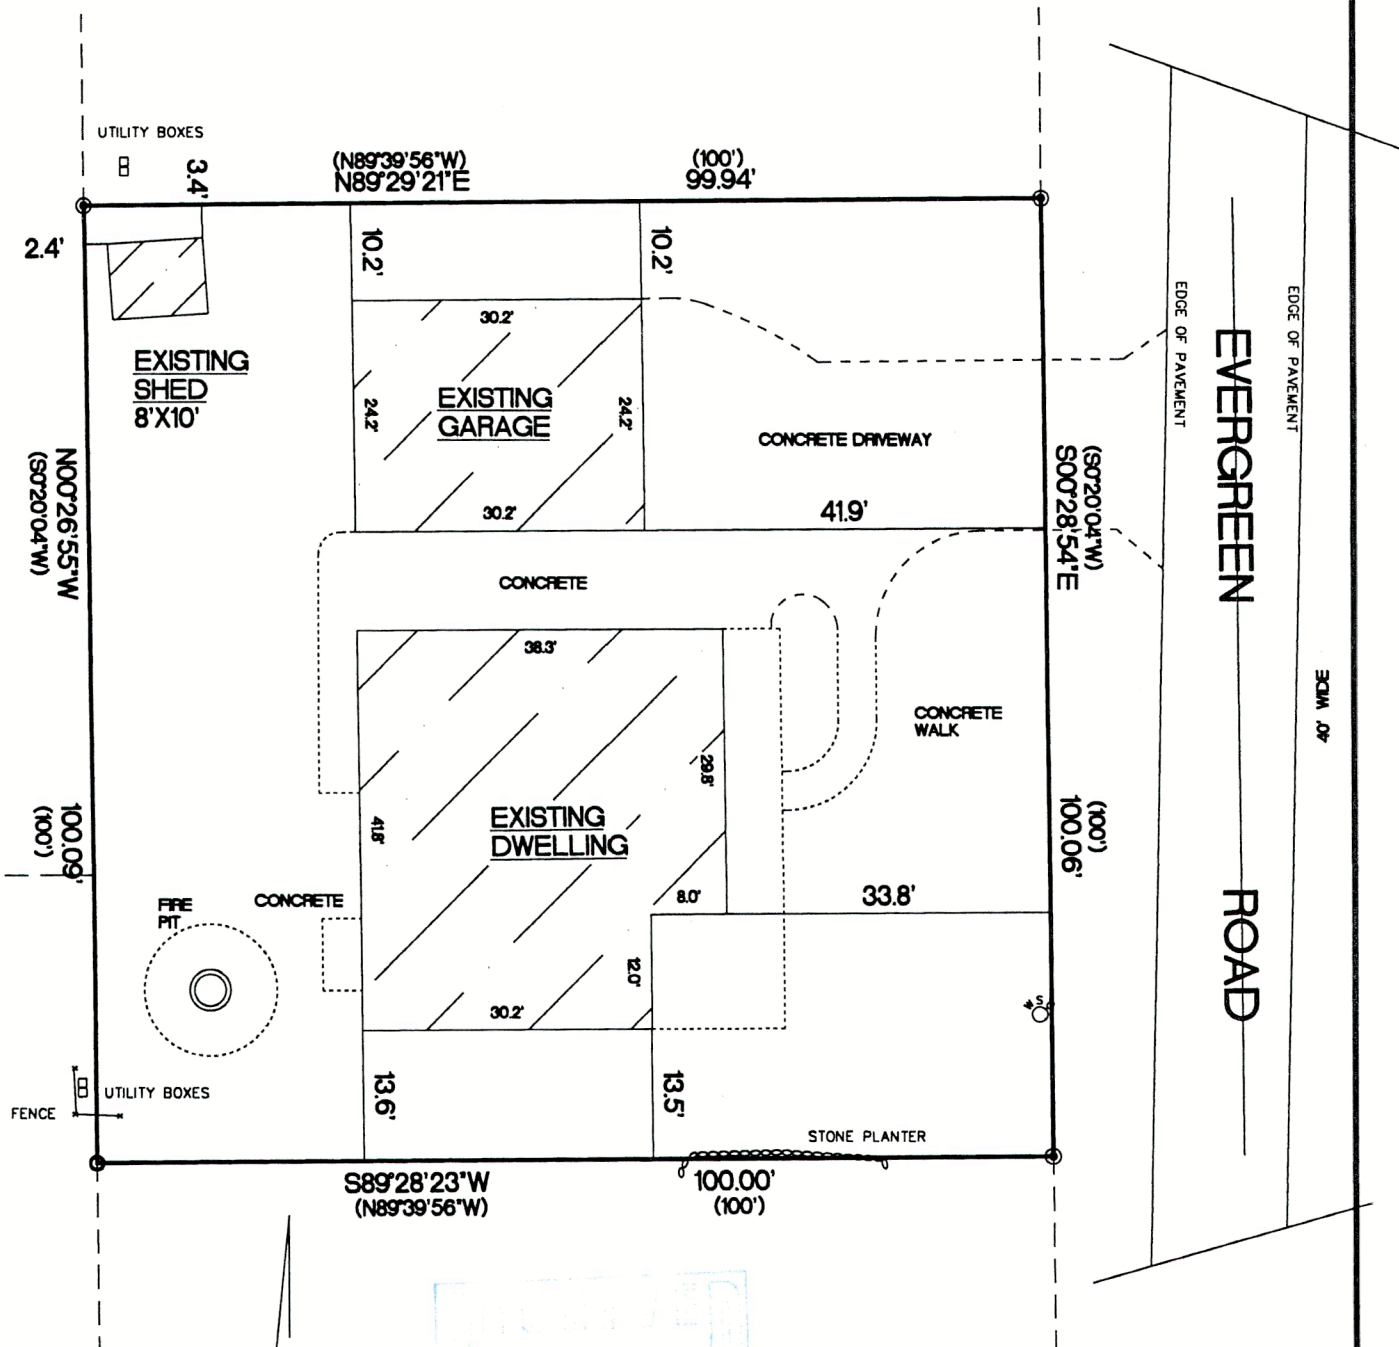 UTILITY BOXES
3.4'
(N89°39'56"W)
N89°29'21"E
(100')
99.94'
2.4'
10.2'
10.2'
30.2'
EXISTING
SHED
8'X10'
24.2'
EXISTING
GARAGE
24.2'
CONCRETE DRIVEWAY
30.2'
41.9'
EDGE OF PAVEMENT
EDGE OF PAVEMENT
EVERGREEN
ROAD
40' WIDE
N00°26'55"W
(S0°20'04"W)
(S0°20'04"W)
S00°28'54"E
CONCRETE
38.3'
CONCRETE
WALK
29.8'
EXISTING
DWELLING
41.8'
100.09'
(100')
(100')
100.06'
FIRE
PIT
CONCRETE
8.0'
33.8'
12.0'
30.2'
S
UTILITY BOXES
FENCE
13.6'
13.5'
STONE PLANTER
S89°28'23"W
(N89°39'56"W)
100.00'
(100')